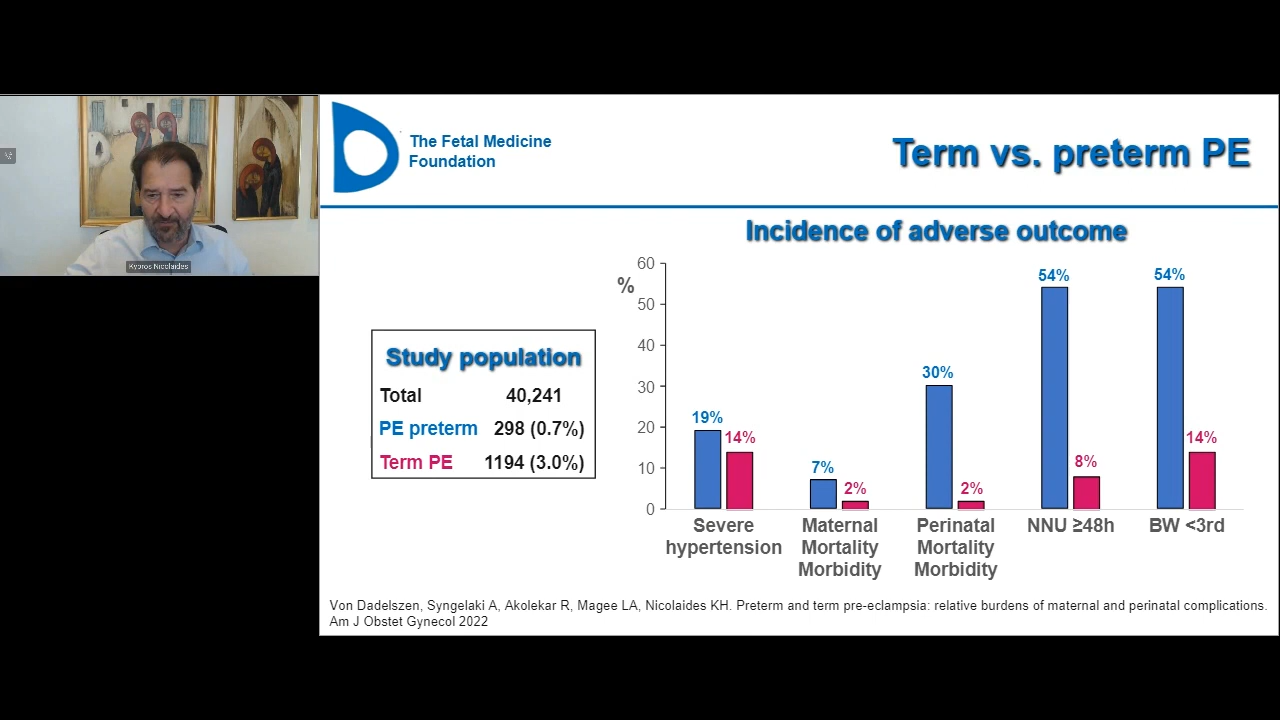 The Fetal Medicine
Foundation
Term vs. preterm PE
Kypros Nicolaides
Incidence of adverse outcome
Study population
Total 40,241
PE preterm 298 (0.7%)
Term PE 1194 (3.0%)
%
60
50
40
30
20
10
0
19%
14%
7%
2%
30%
2%
54%
8%
54%
14%
Severe
hypertension
Maternal
Mortality
Morbidity
Perinatal
Mortality
Morbidity
NNU ≥48h
BW <3rd
Von Dadelszen, Syngelaki A, Akolekar R, Magee LA, Nicolaides KH. Preterm and term pre-eclampsia: relative burdens of maternal and perinatal complications.
Am J Obstet Gynecol 2022